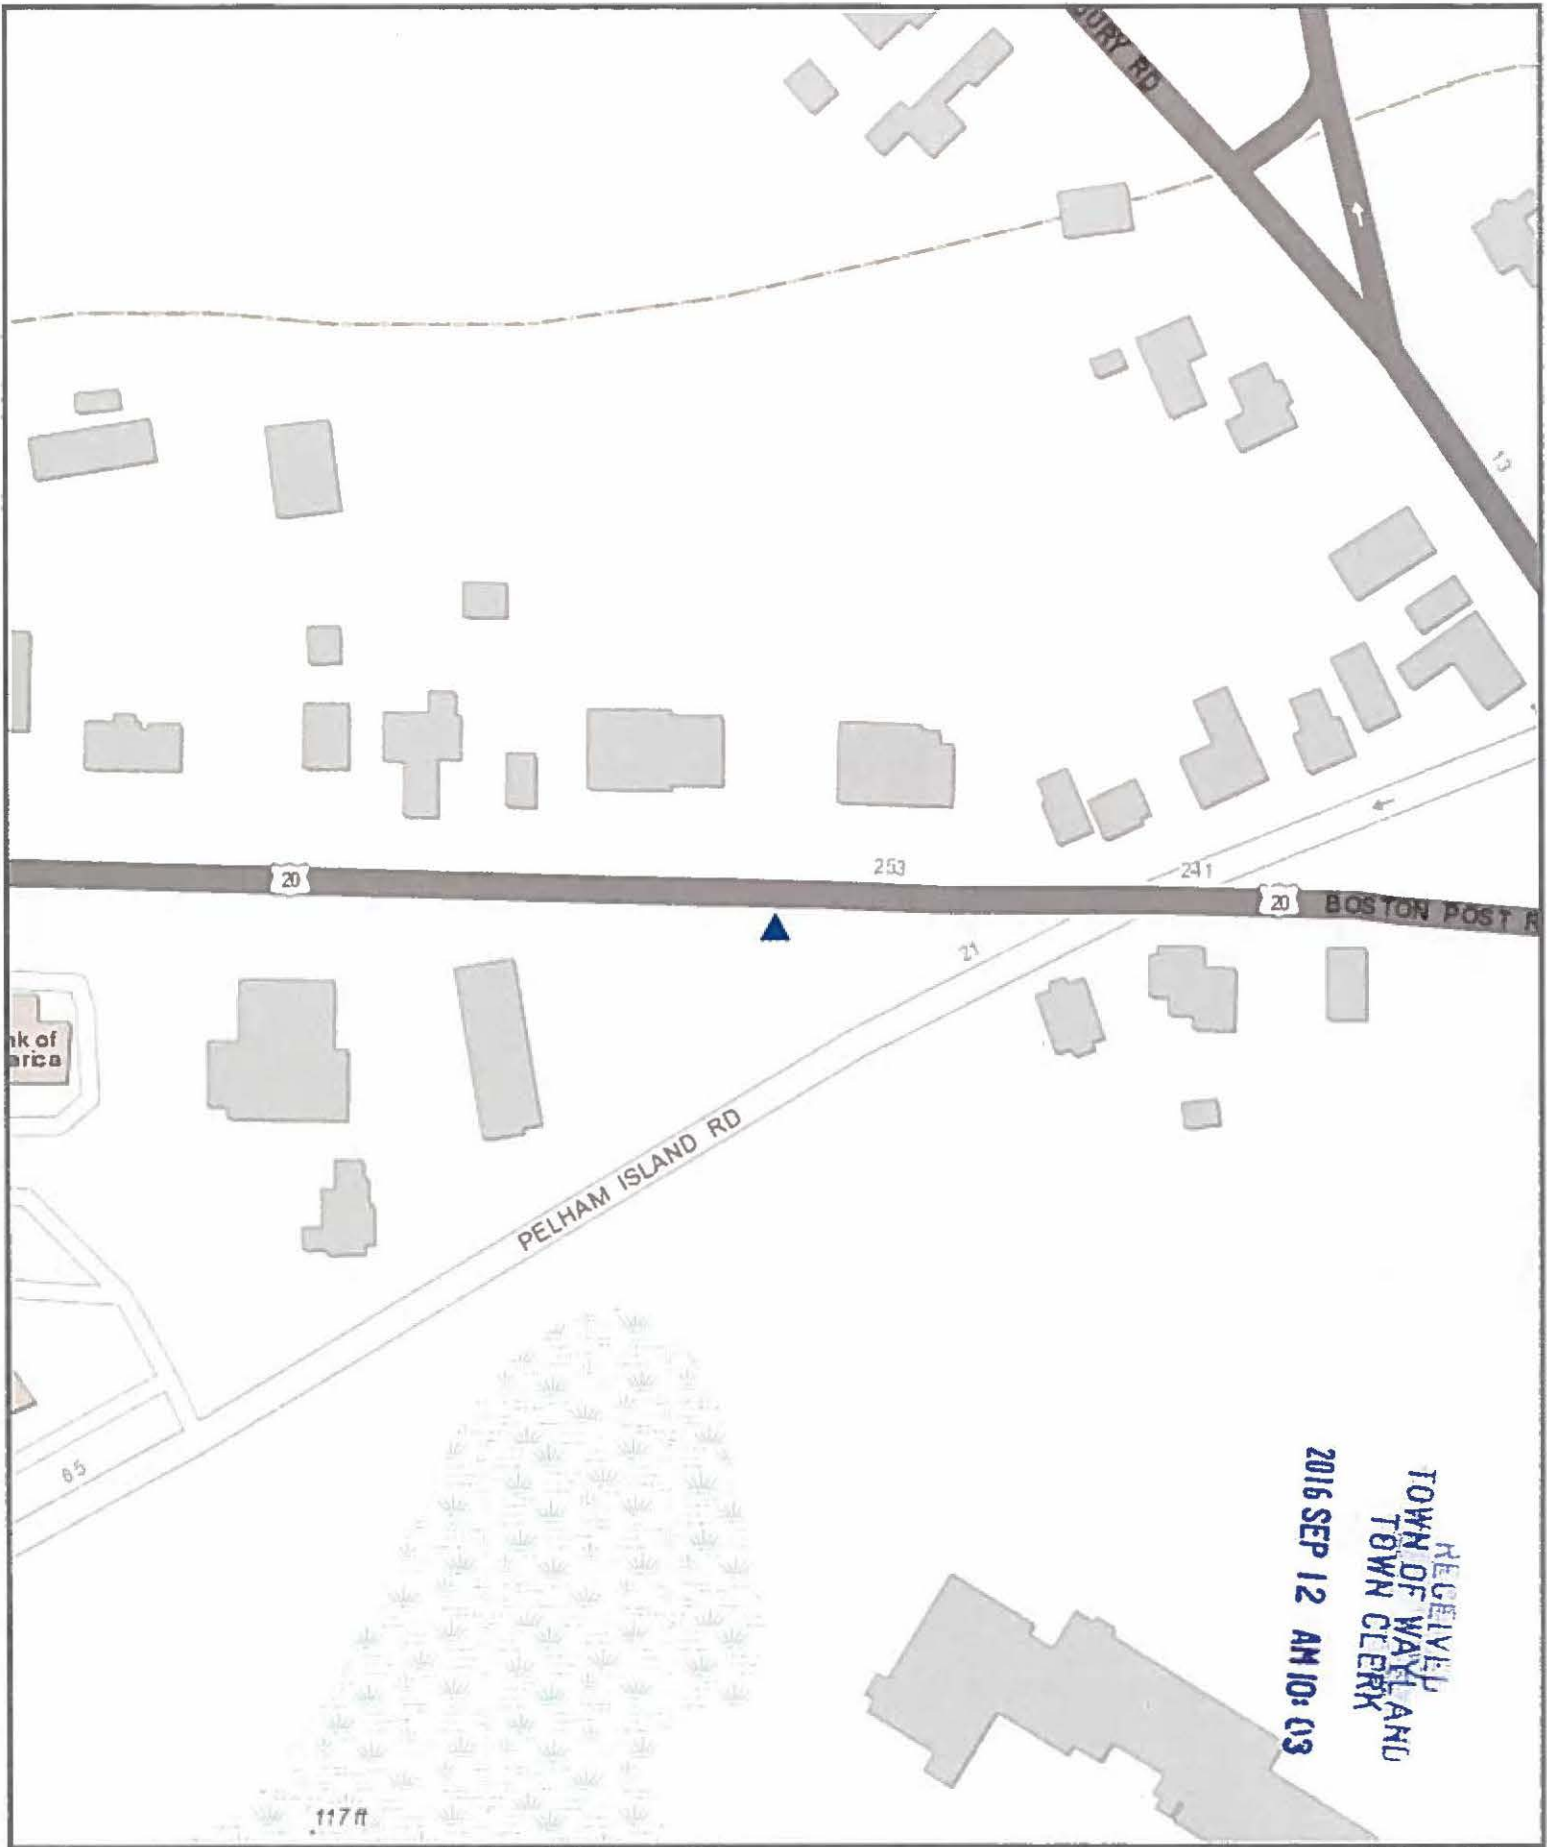 BURY RD
13
253
241
20
20
BOSTON POST R
21
nk of
erica
PELHAM ISLAND RD
65
RECEIVED
TOWN OF WAYLAND
TOWN CLERK
2016 SEP 12 AM 10:03
117 ft